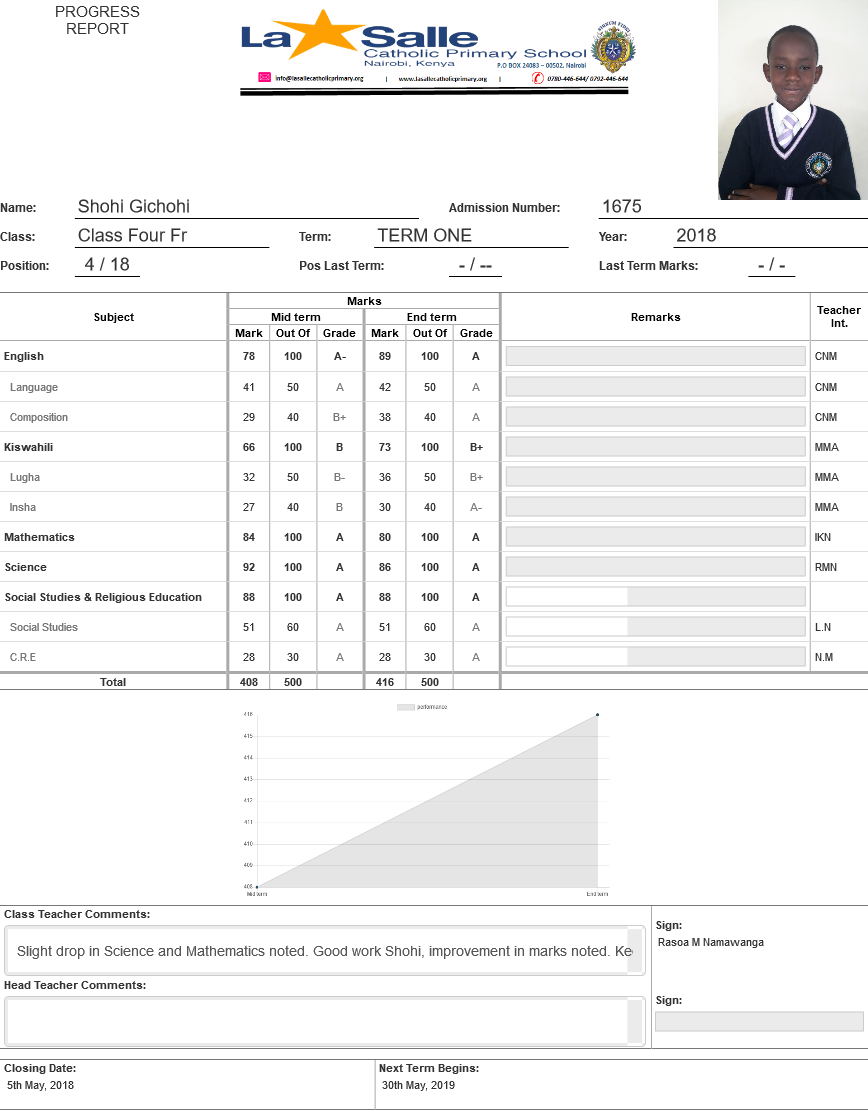 PROGRESS
REPORT
La Salle
Catholic Primary School
Nairobi, Kenya
P.O BOX 24083 – 00502. Nairobi
info@lasallecatholicprimary.org | www.lasallecatholicprimary.org | 0780-446-644/ 0792-446-644
Name: Shohi Gichohi Admission Number: 1675
Class: Class Four Fr Term: TERM ONE Year: 2018
Position: 4 / 18 Pos Last Term: - / -- Last Term Marks: - / -
Marks
Subject Mid term End term Remarks Teacher Int.
Mark Out Of Grade Mark Out Of Grade
English 78 100 A- 89 100 A CNM
Language 41 50 A 42 50 A CNM
Composition 29 40 B+ 38 40 A CNM
Kiswahili 66 100 B 73 100 B+ MMA
Lugha 32 50 B- 36 50 B+ MMA
Insha 27 40 B 30 40 A- MMA
Mathematics 84 100 A 80 100 A IKN
Science 92 100 A 86 100 A RMN
Social Studies & Religious Education 88 100 A 88 100 A
Social Studies 51 60 A 51 60 A L.N
C.R.E 28 30 A 28 30 A N.M
Total 408 500 416 500
performance
416
415
414
413
412
411
410
409
408
Mid term End term
Class Teacher Comments:
Slight drop in Science and Mathematics noted. Good work Shohi, improvement in marks noted. Ke
Sign:
Rasoa M Namawanga
Head Teacher Comments:
Sign:
Closing Date: Next Term Begins:
5th May, 2018 30th May, 2019